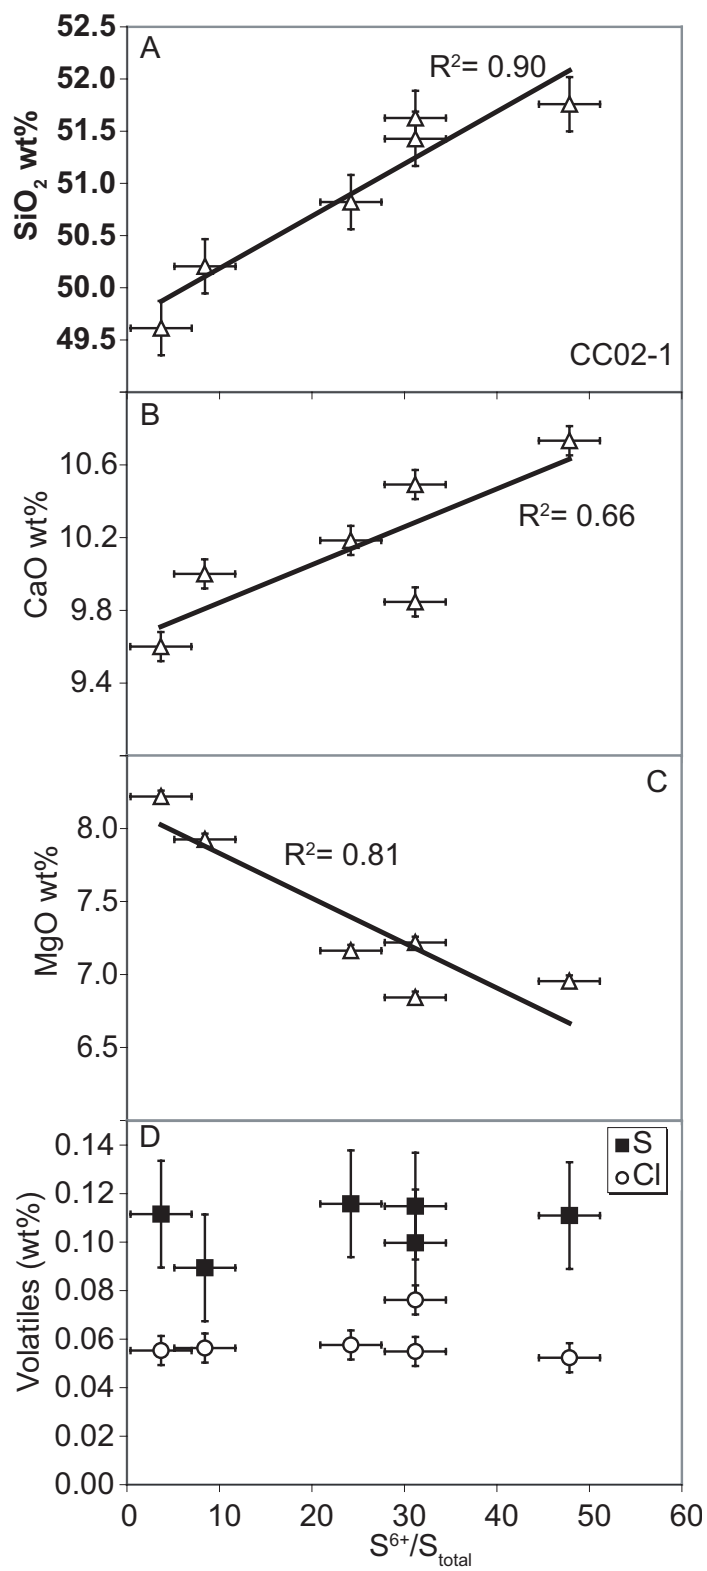 A
R²= 0.90
52.5
52.0
51.5
51.0
50.5
50.0
49.5
SiO₂ wt%
CC02-1
B
10.6
10.2
9.8
9.4
CaO wt%
R²= 0.66
C
8.0
7.5
7.0
6.5
MgO wt%
R²= 0.81
D
S
Cl
0.14
0.12
0.10
0.08
0.06
0.04
0.02
0.00
Volatiles (wt%)
0 10 20 30 40 50 60
S⁶⁺/S_total